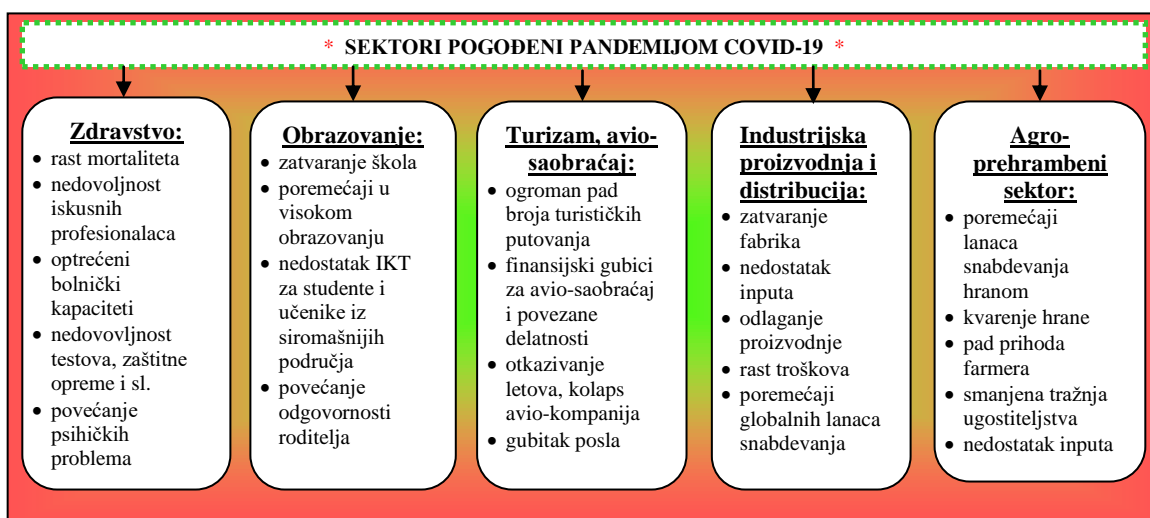 * SEKTORI POGOĐENI PANDEMIJOM COVID-19 *
Zdravstvo:
• rast mortaliteta
• nedovoljnost
iskusnih
profesionalaca
• optrećeni
bolnički
kapaciteti
• nedovovljnost
testova, zaštitne
opreme i sl.
• povećanje
psihičkih
problema
Obrazovanje:
• zatvaranje škola
• poremećaji u
visokom
obrazovanju
• nedostatak IKT
za studente i
učenike iz
siromašnijih
područja
• povećanje
odgovornosti
roditelja
Turizam, avio-
saobraćaj:
• ogroman pad
broja turističkih
putovanja
• finansijski gubici
za avio-saobraćaj
i povezane
delatnosti
• otkazivanje
letova, kolaps
avio-kompanija
• gubitak posla
Industrijska
proizvodnja i
distribucija:
• zatvaranje
fabrika
• nedostatak
inputa
• odlaganje
proizvodnje
• rast troškova
• poremećaji
globalnih lanaca
snabdevanja
Agro-
prehrambeni
sektor:
• poremećaji
lanaca
snabdevanja
hranom
• kvarenje hrane
• pad prihoda
farmera
• smanjena tražnja
ugostiteljstva
• nedostatak inputa